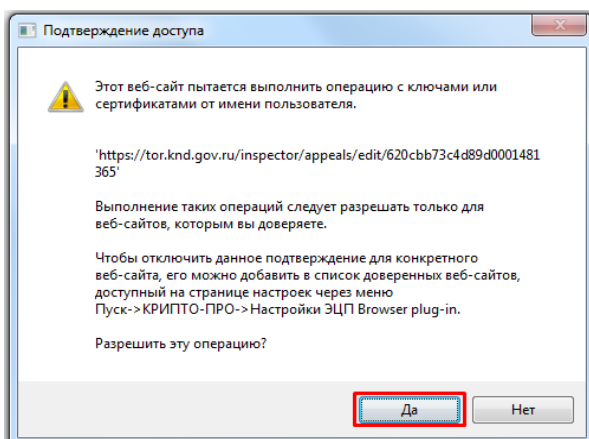 Подтверждение доступа
Этот веб-сайт пытается выполнить операцию с ключами или
сертификатами от имени пользователя.
'https://tor.knd.gov.ru/inspector/appeals/edit/620cbb73c4d89d0001481
365'
Выполнение таких операций следует разрешать только для
веб-сайтов, которым вы доверяете.
Чтобы отключить данное подтверждение для конкретного
веб-сайта, его можно добавить в список доверенных веб-сайтов,
доступный на странице настроек через меню
Пуск->КРИПТО-ПРО->Настройки ЭЦП Browser plug-in.
Разрешить эту операцию?
Да
Нет